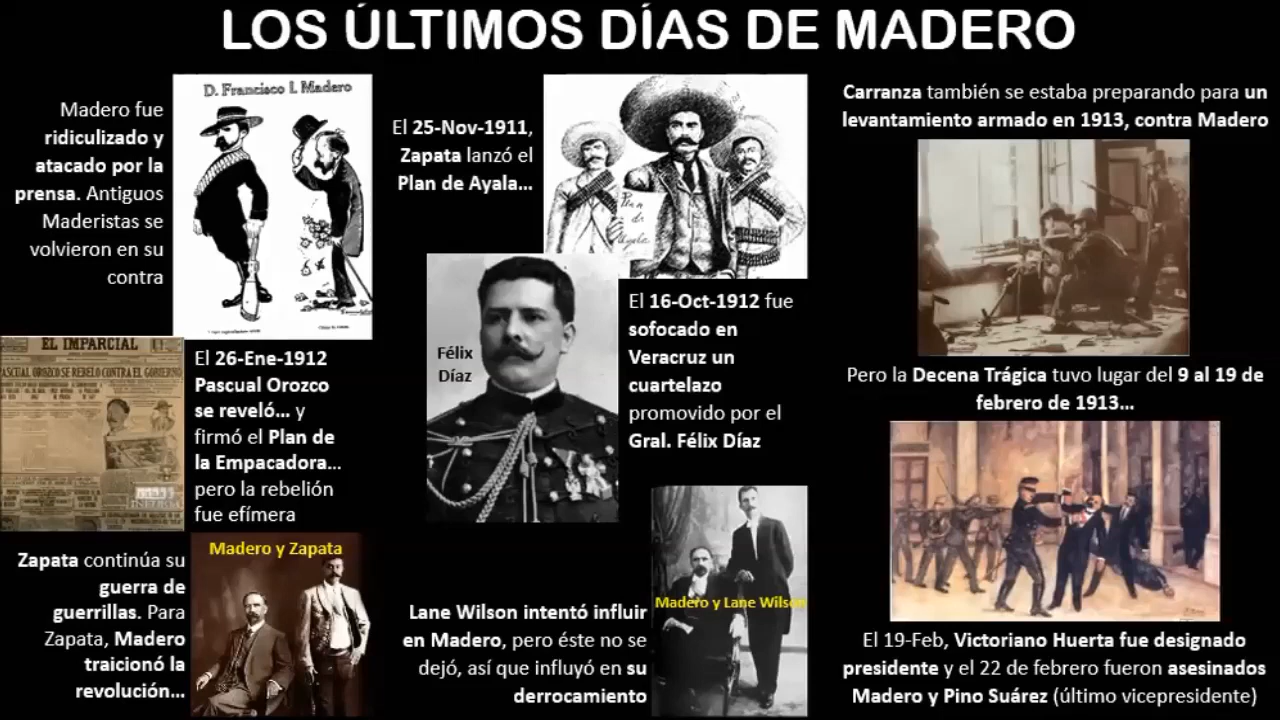 LOS ÚLTIMOS DÍAS DE MADERO
Madero fue
ridiculizado y
atacado por la
prensa. Antiguos
Maderistas se
volvieron en su
contra
D. Francisco I. Madero
El 25-Nov-1911,
Zapata lanzó el
Plan de Ayala...
Plan
de
Ayala
Carranza también se estaba preparando para un
levantamiento armado en 1913, contra Madero
EL IMPARCIAL
PASCUAL OROZCO SE REBELO CONTRA EL GOBIERNO
El 26-Ene-1912
Pascual Orozco
se reveló... y
firmó el Plan de
la Empacadora...
pero la rebelión
fue efímera
Félix
Díaz
El 16-Oct-1912 fue
sofocado en
Veracruz un
cuartelazo
promovido por el
Gral. Félix Díaz
Pero la Decena Trágica tuvo lugar del 9 al 19 de
febrero de 1913...
Zapata continúa su
guerra de
guerrillas. Para
Zapata, Madero
traicionó la
revolución...
Madero y Zapata
Lane Wilson intentó influir
en Madero, pero éste no se
dejó, así que influyó en su
derrocamiento
Madero y Lane Wilson
El 19-Feb, Victoriano Huerta fue designado
presidente y el 22 de febrero fueron asesinados
Madero y Pino Suárez (último vicepresidente)